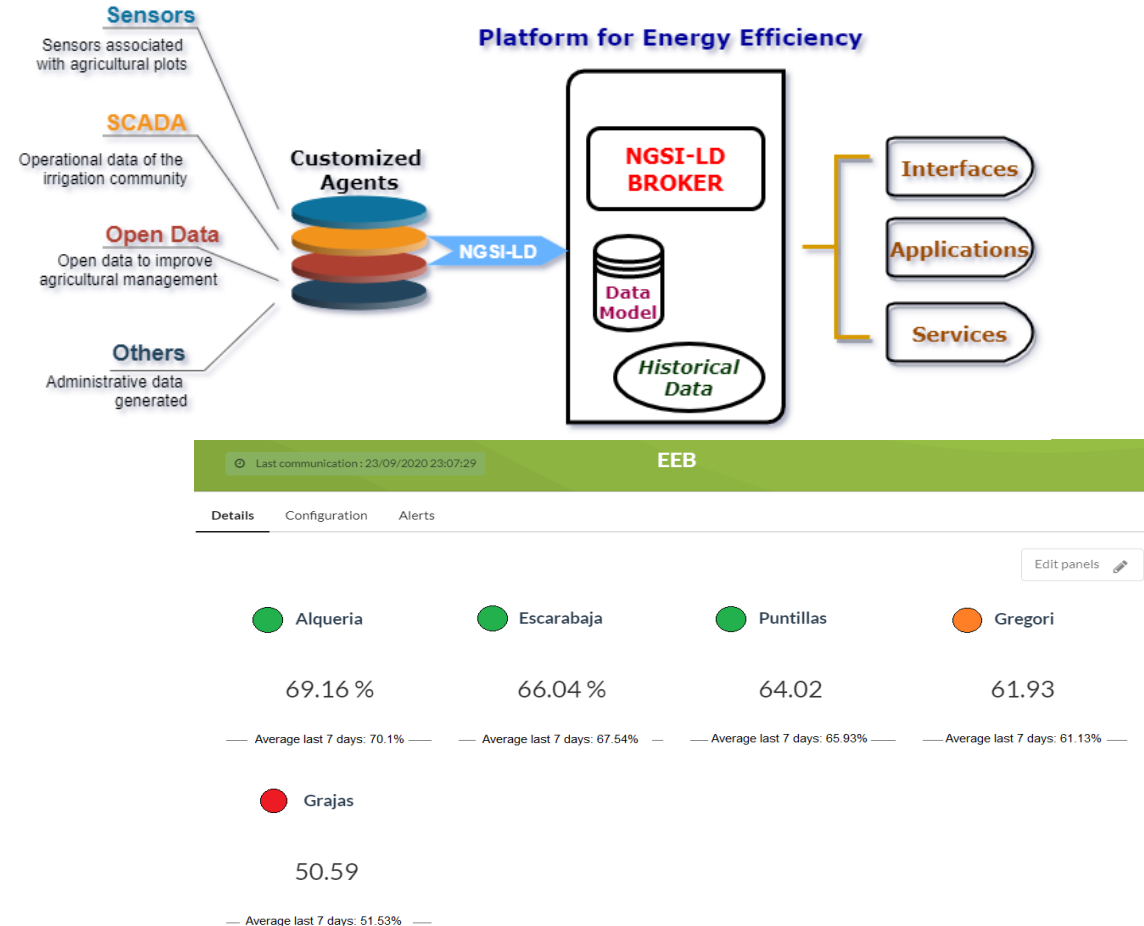 Sensors
Sensors associated
with agricultural plots
SCADA
Operational data of the
irrigation community
Open Data
Open data to improve
agricultural management
Others
Administrative data
generated
Customized
Agents
NGSI-LD
Platform for Energy Efficiency
NGSI-LD
BROKER
Data
Model
Historical
Data
Interfaces
Applications
Services
Last communication : 23/09/2020 23:07:29
EEB
Details Configuration Alerts
Edit panels
Alqueria Escarabaja Puntillas Gregori
69.16 % 66.04 % 64.02 61.93
Average last 7 days: 70.1% Average last 7 days: 67.54% Average last 7 days: 65.93% Average last 7 days: 61.13%
Grajas
50.59
Average last 7 days: 51.53%